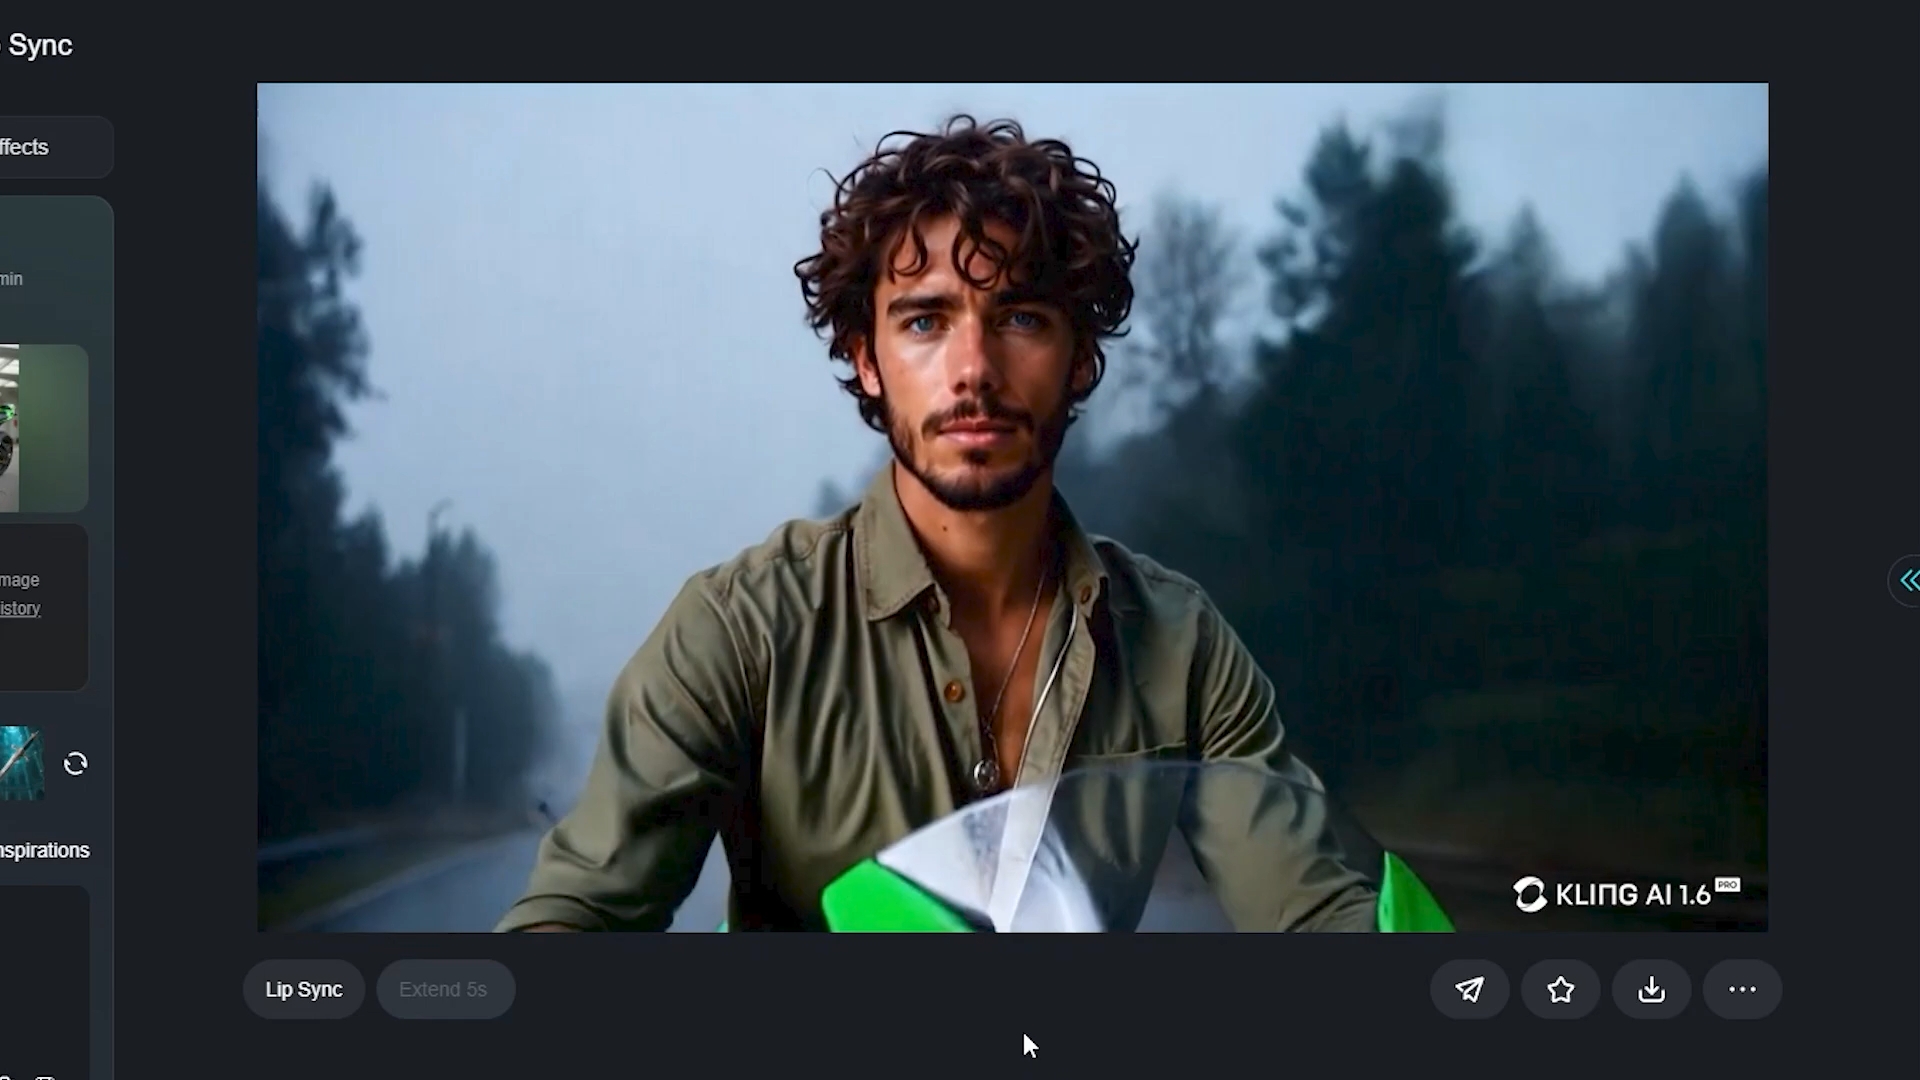 Sync
ffects
min
mage
istory
nspirations
KLING AI 1.6 PRO
Lip Sync
Extend 5s